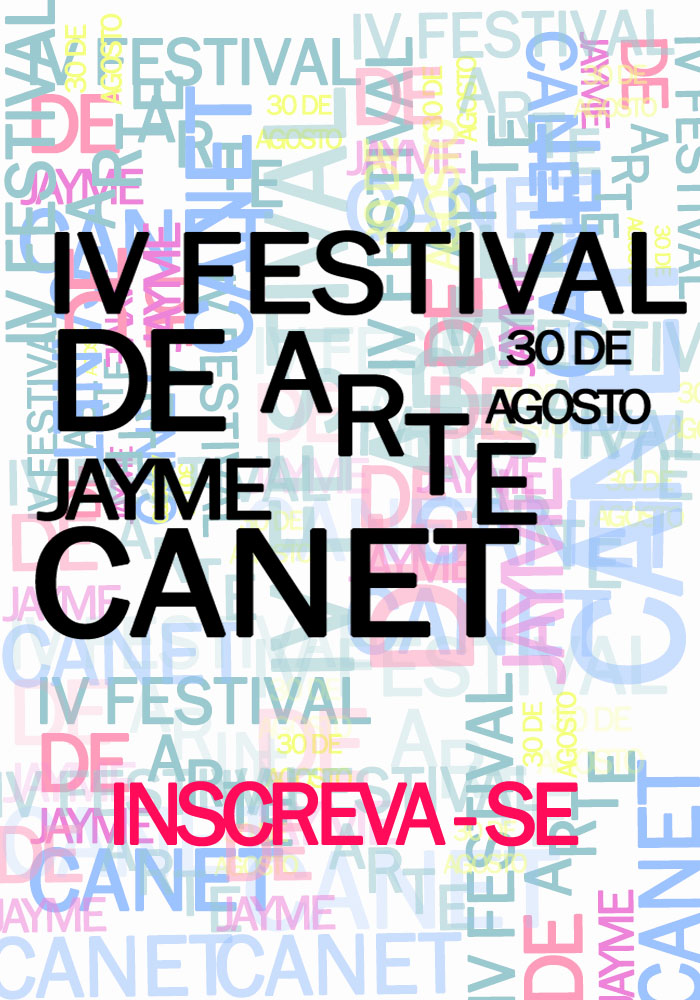 IV FESTIVAL
DE ARTE
30 DE
AGOSTO
JAYME
CANET
INSCREVA-SE